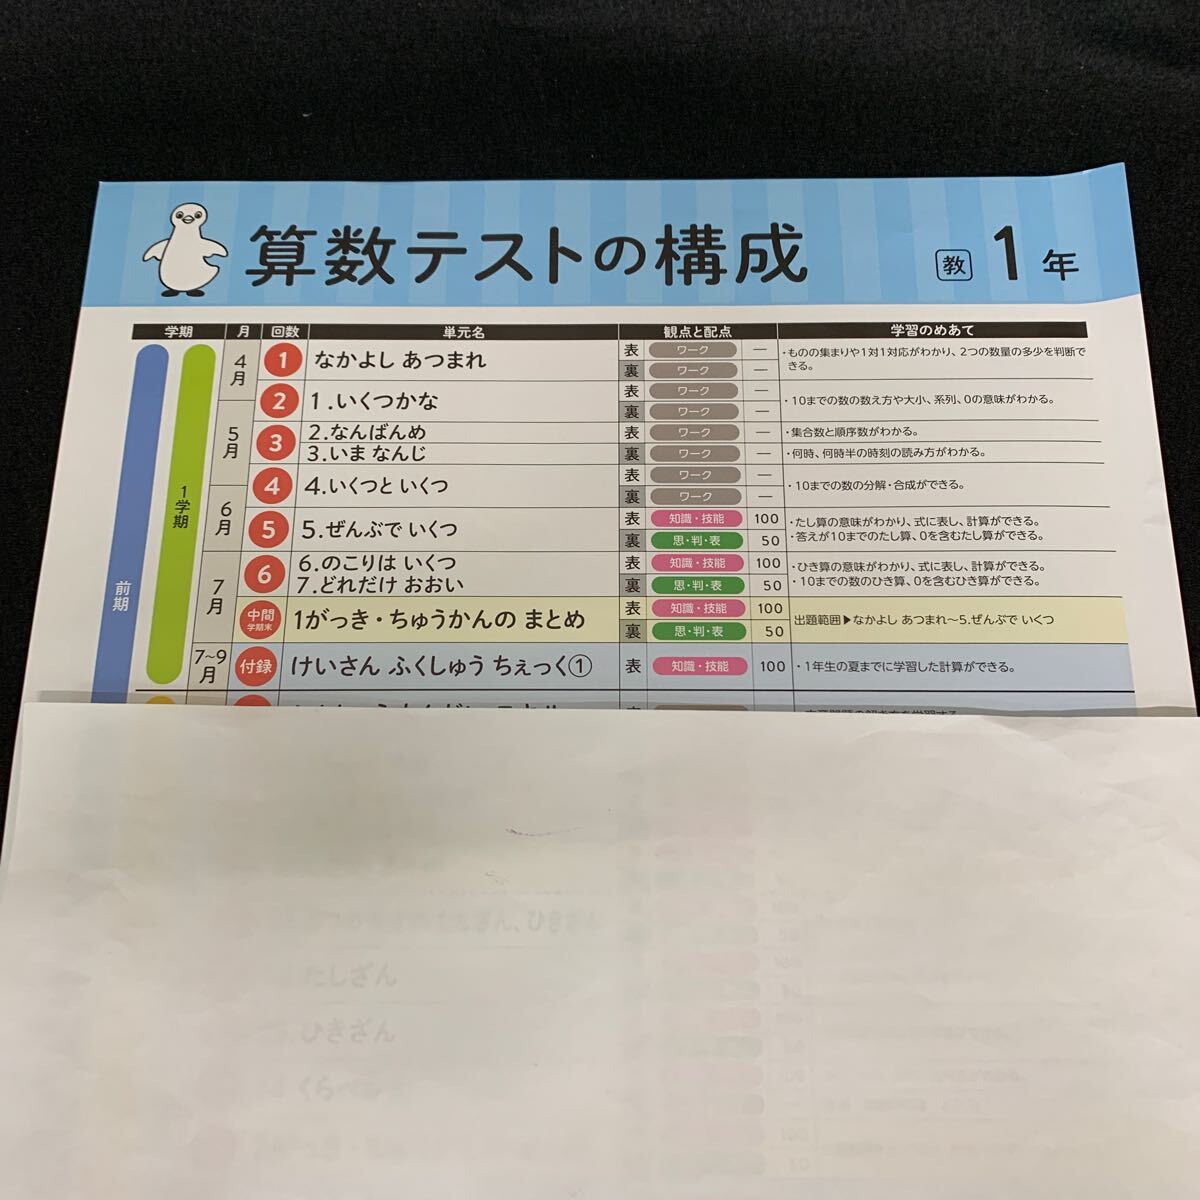 算数テストの構成 教 1年
学期 月 回数 単元名 観点と配点 学習のめあて
前期
1学期
4月
1 なかよし あつまれ 表 ワーク ―
裏 ワーク ―
・ものの集まりや1対1対応がわかり、2つの数量の多少を判断で
きる。
2 1.いくつかな 表 ワーク ―
裏 ワーク ―
・10までの数の数え方や大小、系列、0の意味がわかる。
5月
3 2.なんばんめ 表 ワーク ― ・集合数と順序数がわかる。
3.いま なんじ 裏 ワーク ― ・何時、何時半の時刻の読み方がわかる。
4 4.いくつと いくつ 表 ワーク ―
裏 ワーク ―
・10までの数の分解・合成ができる。
6月
5 5.ぜんぶで いくつ 表 知識・技能 100
裏 思・判・表 50
・たし算の意味がわかり、式に表し、計算ができる。
・答えが10までのたし算、0を含むたし算ができる。
7月
6 6.のこりは いくつ 表 知識・技能 100 ・ひき算の意味がわかり、式に表し、計算ができる。
7.どれだけ おおい 裏 思・判・表 50 ・10までの数のひき算、0を含むひき算ができる。
中間 学期末 1がっき・ちゅうかんの まとめ 表 知識・技能 100
裏 思・判・表 50
出題範囲▶なかよし あつまれ〜5.ぜんぶで いくつ
7〜9月 付録 けいさん ふくしゅう ちぇっく① 表 知識・技能 100 ・1年生の夏までに学習した計算ができる。
たしざん
ひきざん